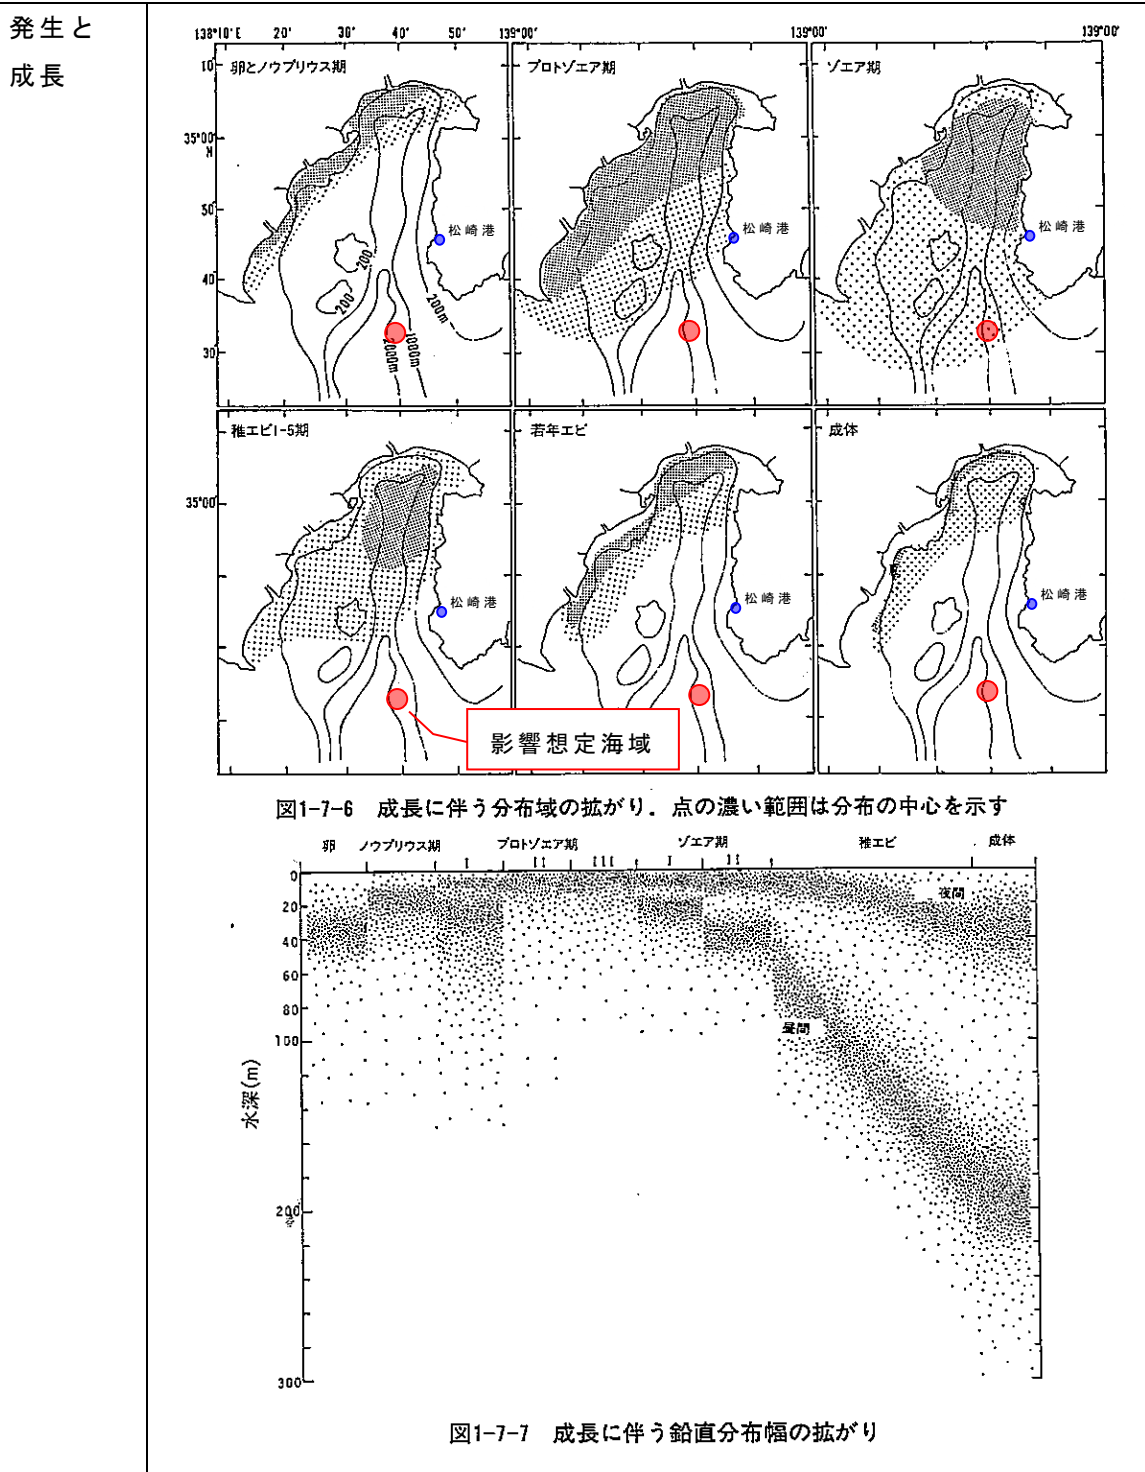 発生と
成長
138°10'E 20' 30' 40' 50' 139°00' 139°00' 139°00'
卵とノウプリウス期
プロトゾエア期
ゾエア期
10'
35°00'
N
50'
40'
30'
松崎港
松崎港
松崎港
200
200
200m
1000m
2000m
稚エビ1-5期
若年エビ
成体
35°00'
松崎港
松崎港
松崎港
影響想定海域
図1-7-6 成長に伴う分布域の拡がり．点の濃い範囲は分布の中心を示す
卵 ノウプリウス期 プロトゾエア期 ゾエア期 稚エビ 成体
I II III I II
0
20
40
60
80
100
200
300
水深(m)
夜間
昼間
図1-7-7 成長に伴う鉛直分布幅の拡がり